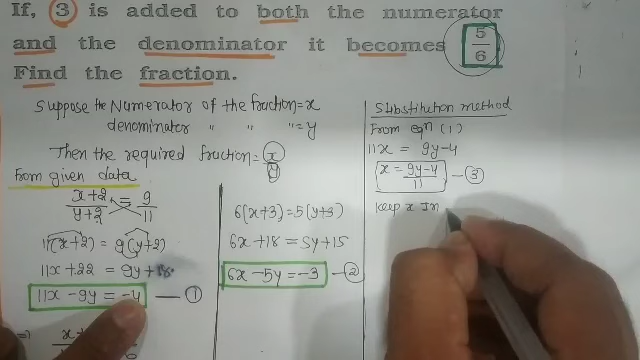 If, 3 is added to both the numerator
and the denominator it becomes 5/6
Find the fraction.
Suppose the Numerator of the fraction = x
denominator " " " = y
Then the required fraction = x/y
From given data
x+2/y+2 = 9/11
11(x+2) = 9(y+2)
11x+22 = 9y+18
11x-9y = -4 — 1
⇒
6(x+3)=5(y+3)
6x+18=5y+15
6x-5y=-3 — 2
Substitution method
From eqn (1)
11x = 9y-4
x = 9y-4/11 — 3
Keep x In